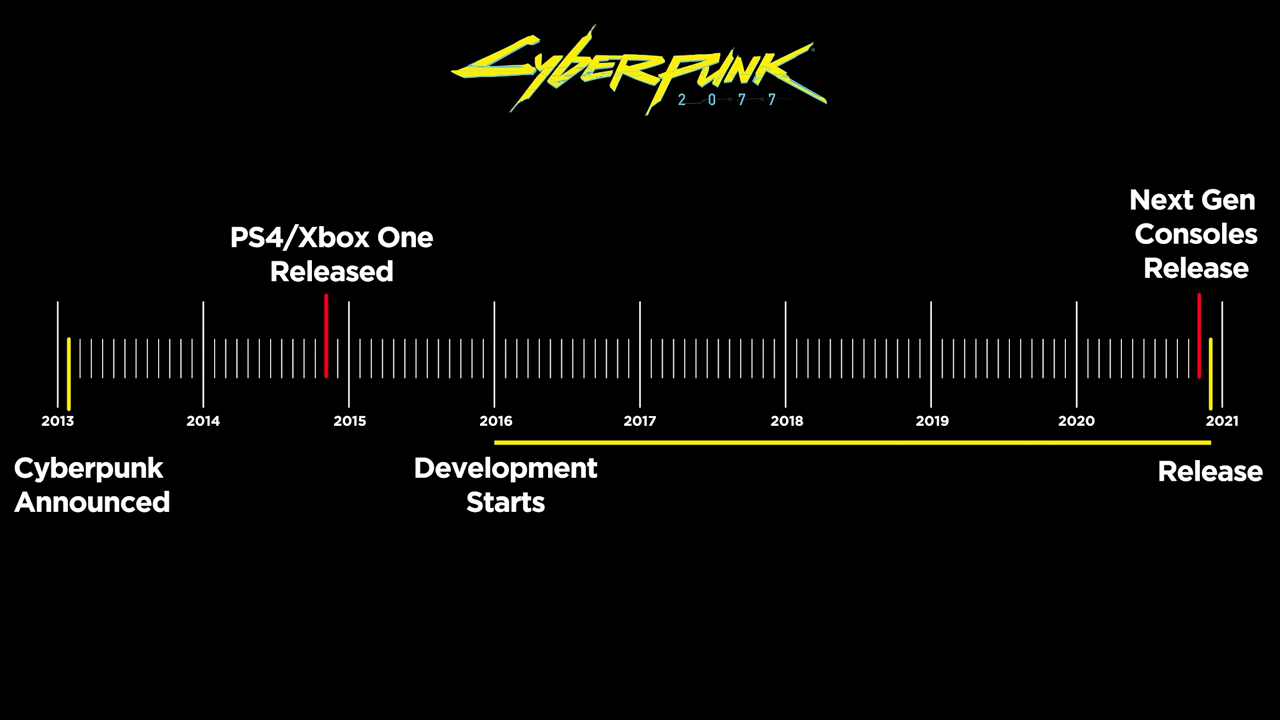 Cyberpunk
2077
Next Gen
Consoles
Release
PS4/Xbox One
Released
2013 2014 2015 2016 2017 2018 2019 2020 2021
Cyberpunk
Announced
Development
Starts
Release